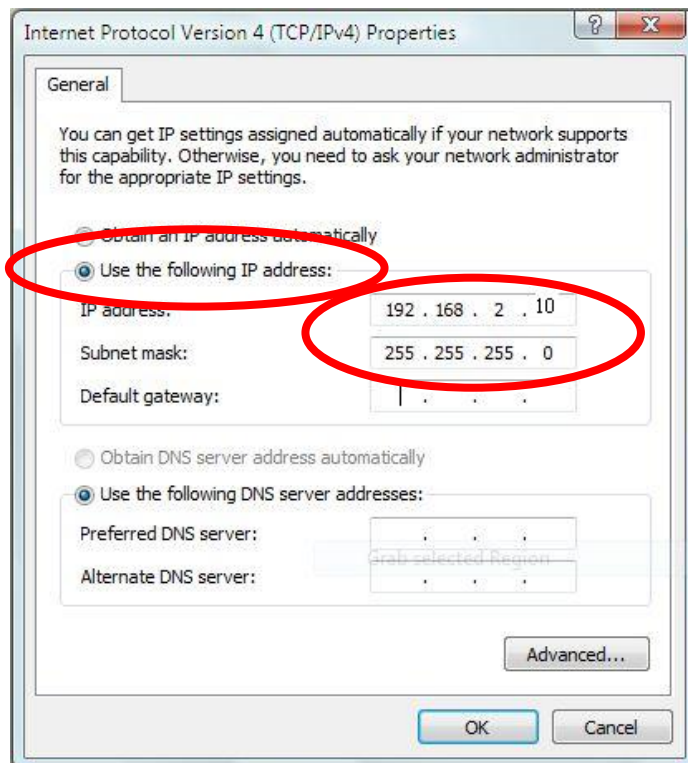 Internet Protocol Version 4 (TCP/IPv4) Properties
General
You can get IP settings assigned automatically if your network supports
this capability. Otherwise, you need to ask your network administrator
for the appropriate IP settings.
Obtain an IP address automatically
Use the following IP address:
IP address: 192 . 168 . 2 . 10
Subnet mask: 255 . 255 . 255 . 0
Default gateway: . . .
Obtain DNS server address automatically
Use the following DNS server addresses:
Preferred DNS server: . . .
Grab selected Region
Alternate DNS server: . . .
Advanced...
OK Cancel